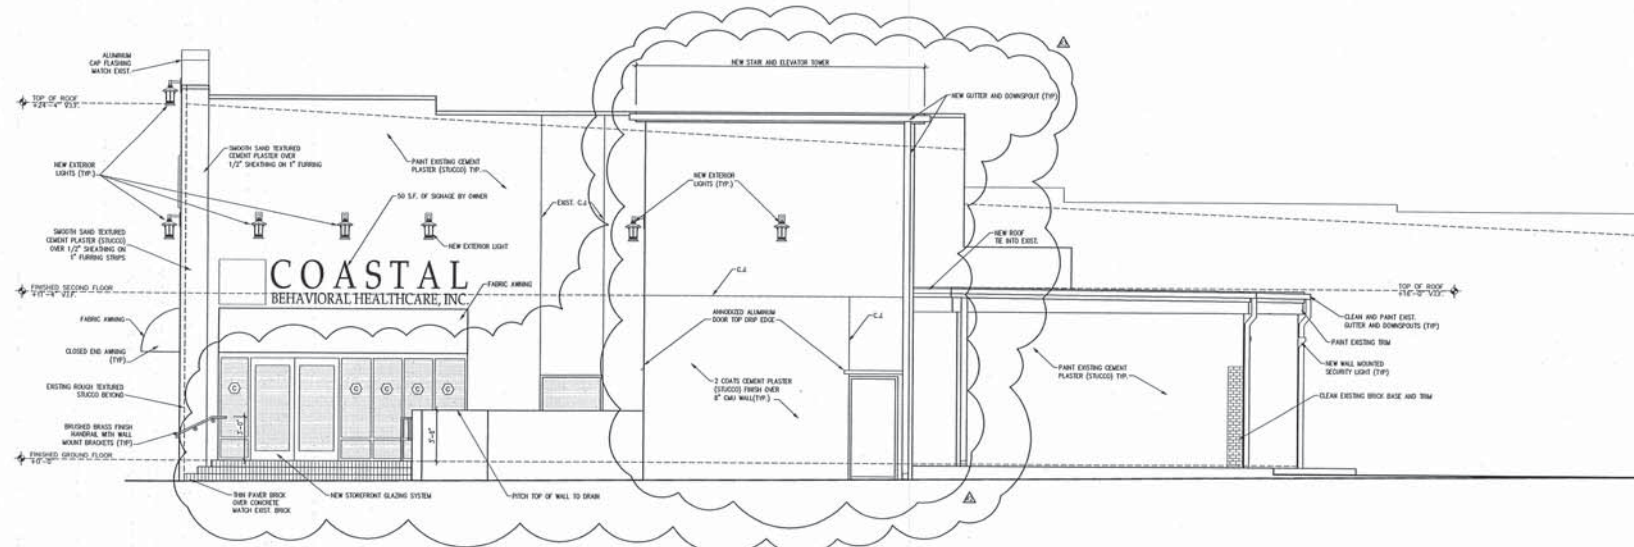 NEW STAIR AND ELEVATOR TOWER
ALUMINUM
CAP FLASHING
MATCH EXIST.
TOP OF ROOF
+24'-4" V.I.F.
NEW GUTTER AND DOWNSPOUT (TYP)
SMOOTH SAND TEXTURED
CEMENT PLASTER OVER
1/2" SHEATHING ON 1" FURRING
PAINT EXISTING CEMENT
PLASTER (STUCCO) TYP.
NEW EXTERIOR
LIGHTS (TYP.)
NEW EXTERIOR
LIGHTS (TYP.)
50 S.F. OF SIGNAGE BY OWNER
EXIST. C.J.
SMOOTH SAND TEXTURED
CEMENT PLASTER (STUCCO)
OVER 1/2" SHEATHING ON
1" FURRING STRIPS
NEW EXTERIOR LIGHT
NEW ROOF
TIE INTO EXIST.
COASTAL
BEHAVIORAL HEALTHCARE, INC.
C.J.
FABRIC AWNING
FINISHED SECOND FLOOR
TOP OF ROOF
FABRIC AWNING
ANNODIZED ALUMINUM
DOOR TOP DRIP EDGE
C.J.
CLEAN AND PAINT EXIST.
GUTTER AND DOWNSPOUTS (TYP)
CLOSED END AWNING
(TYP)
PAINT EXISTING TRIM
PAINT EXISTING CEMENT
PLASTER (STUCCO) TYP.
NEW WALL MOUNTED
SECURITY LIGHT (TYP)
EXISTING ROUGH TEXTURED
STUCCO BEYOND
C
C
C
C
C
2 COATS CEMENT PLASTER
(STUCCO) FINISH OVER
8" CMU WALL(TYP.)
CLEAN EXISTING BRICK BASE AND TRIM
BRUSHED BRASS FINISH
HANDRAIL WITH WALL
MOUNT BRACKETS (TYP)
FINISHED GROUND FLOOR
+0'-0"
THIN PAVER BRICK
OVER CONCRETE
MATCH EXIST. BRICK
NEW STOREFRONT GLAZING SYSTEM
PITCH TOP OF WALL TO DRAIN